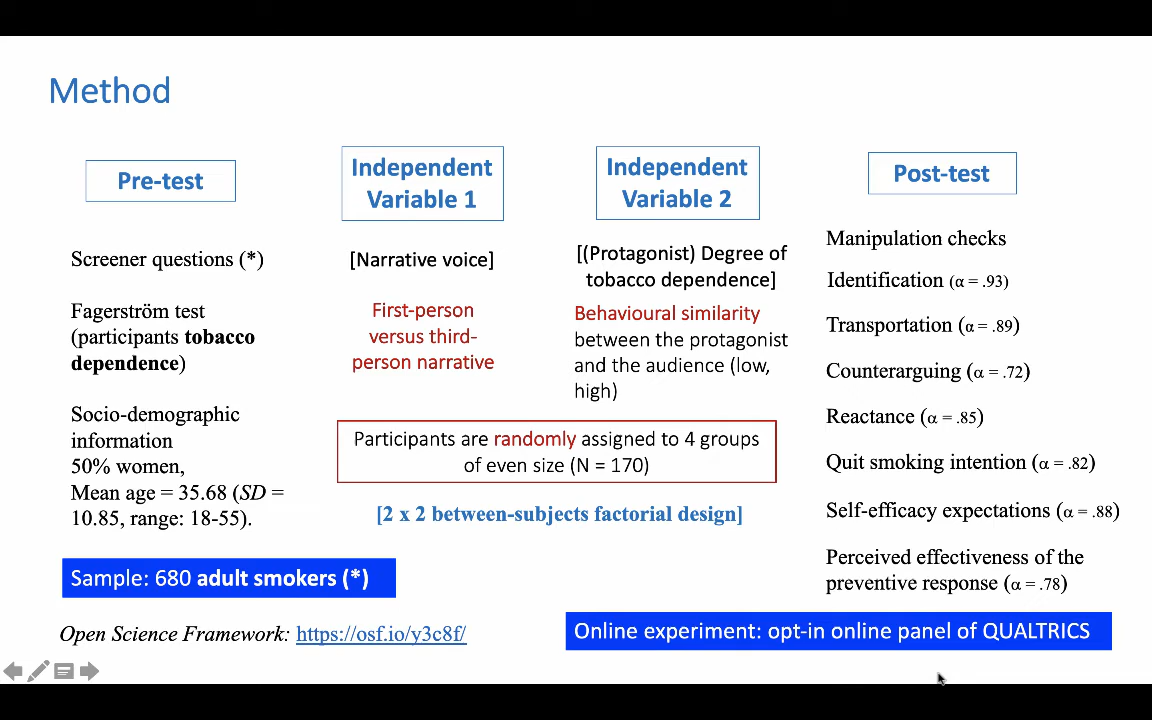 Method
Pre-test
Screener questions (*)
Fagerström test
(participants tobacco
dependence)
Socio-demographic
information
50% women,
Mean age = 35.68 (SD =
10.85, range: 18-55).
Sample: 680 adult smokers (*)
Open Science Framework: https://osf.io/y3c8f/
Independent
Variable 1
[Narrative voice]
First-person
versus third-
person narrative
Independent
Variable 2
[(Protagonist) Degree of
tobacco dependence]
Behavioural similarity
between the protagonist
and the audience (low,
high)
Participants are randomly assigned to 4 groups
of even size (N = 170)
[2 x 2 between-subjects factorial design]
Post-test
Manipulation checks
Identification (α = .93)
Transportation (α = .89)
Counterarguing (α = .72)
Reactance (α = .85)
Quit smoking intention (α = .82)
Self-efficacy expectations (α = .88)
Perceived effectiveness of the
preventive response (α = .78)
Online experiment: opt-in online panel of QUALTRICS